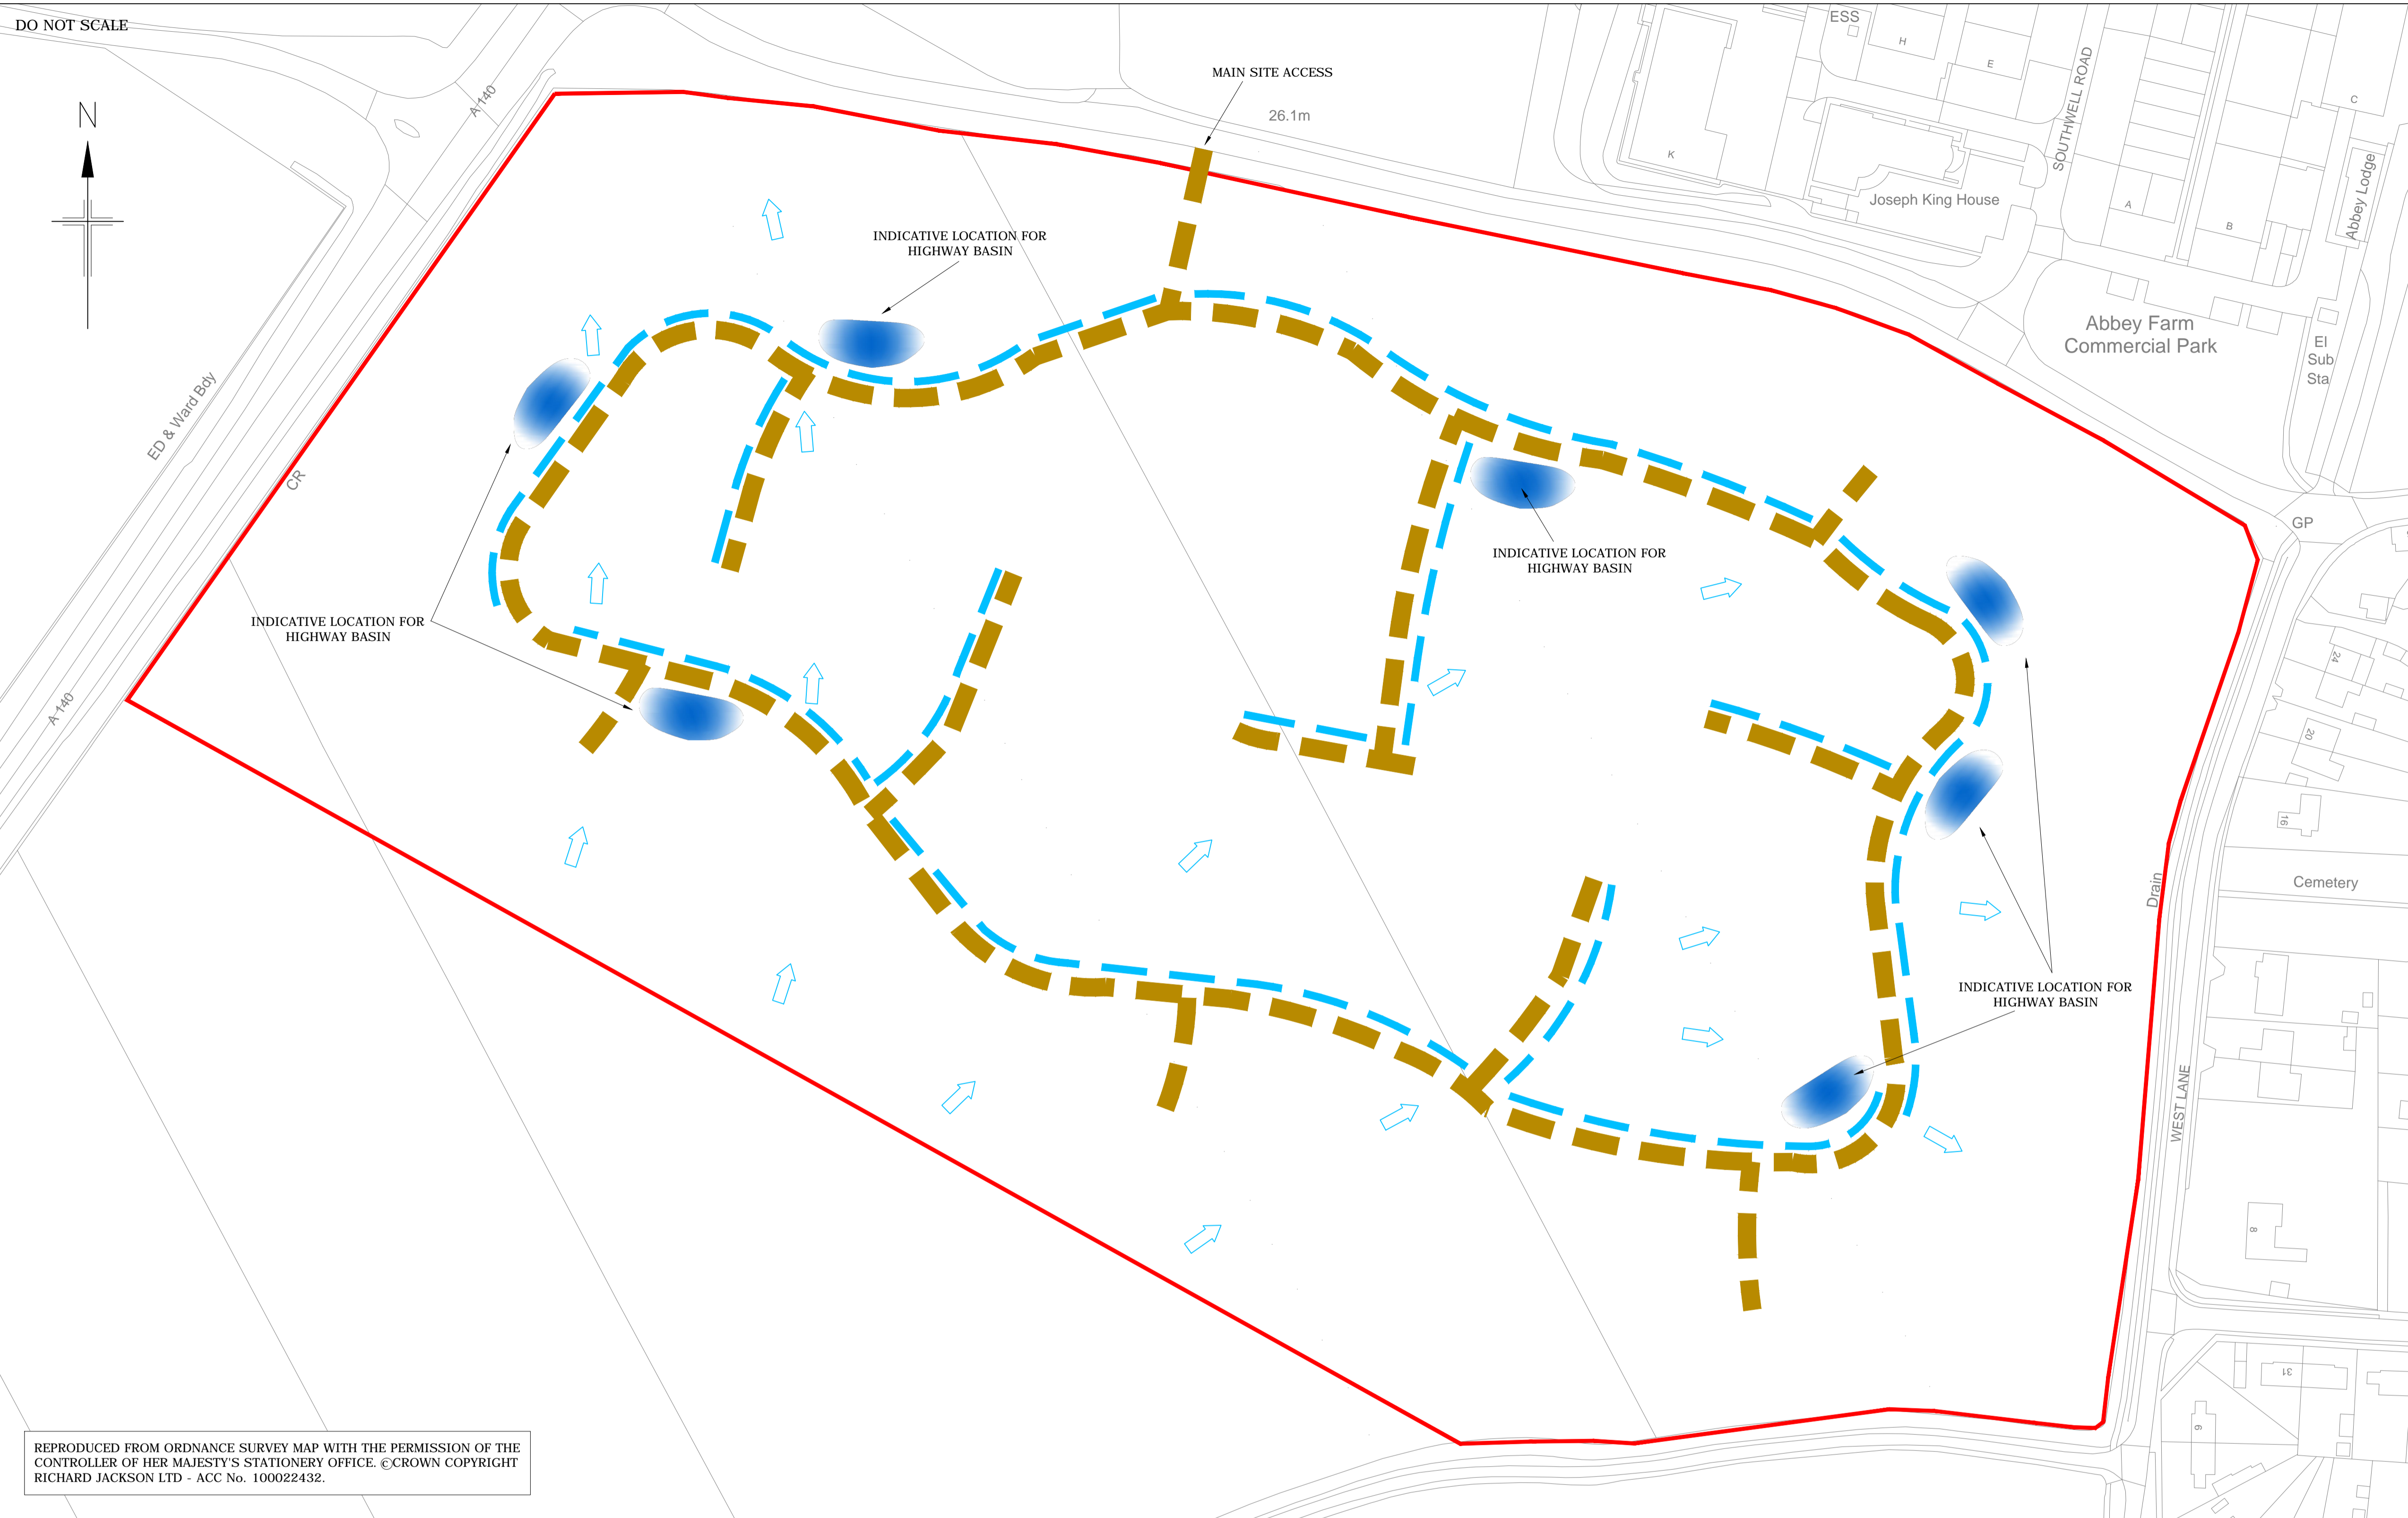 DO NOT SCALE
N
A 140
MAIN SITE ACCESS
26.1m
ESS
H
E
K
SOUTHWELL ROAD
C
A
B
Abbey Lodge
Joseph King House
INDICATIVE LOCATION FOR
HIGHWAY BASIN
Abbey Farm
Commercial Park
El
Sub
Sta
ED & Ward Bdy
CR
GP
INDICATIVE LOCATION FOR
HIGHWAY BASIN
INDICATIVE LOCATION FOR
HIGHWAY BASIN
24
A 140
20
16
Cemetery
Drain
INDICATIVE LOCATION FOR
HIGHWAY BASIN
WEST LANE
8
31
6
REPRODUCED FROM ORDNANCE SURVEY MAP WITH THE PERMISSION OF THE
CONTROLLER OF HER MAJESTY'S STATIONERY OFFICE. ©CROWN COPYRIGHT
RICHARD JACKSON LTD - ACC No. 100022432.